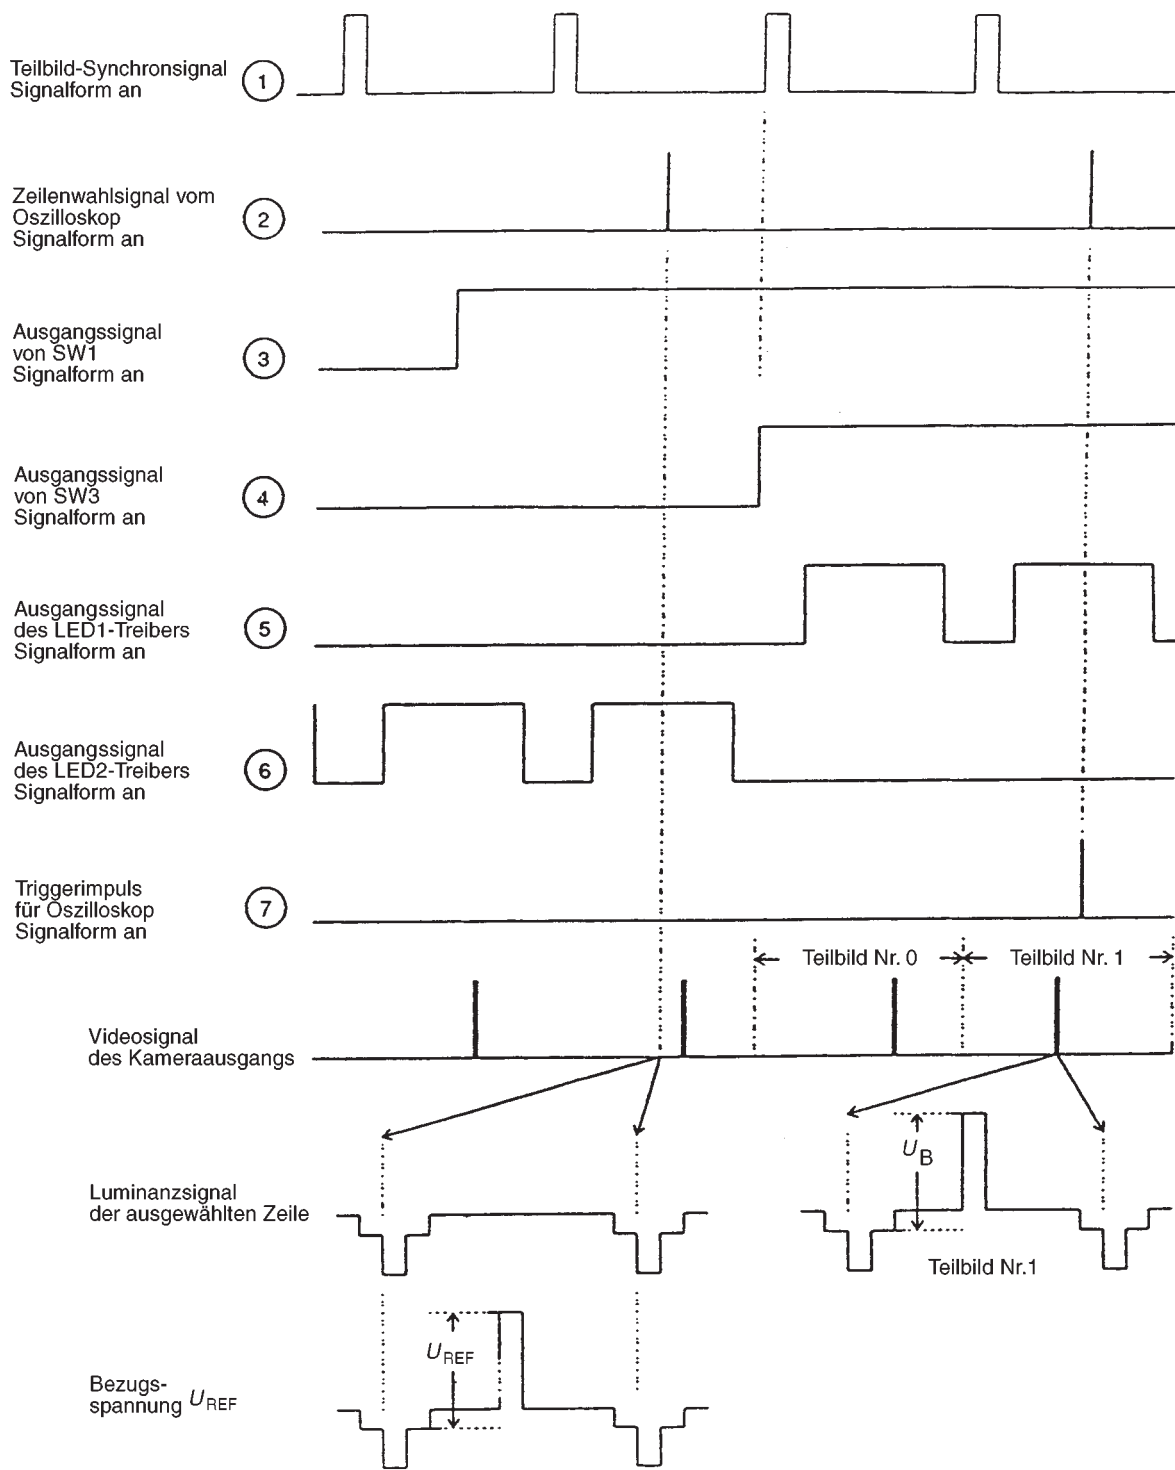 Teilbild-Synchronsignal
Signalform an
1
Zeilenwahlsignal vom
Oszilloskop
Signalform an
2
Ausgangssignal
von SW1
Signalform an
3
Ausgangssignal
von SW3
Signalform an
4
Ausgangssignal
des LED1-Treibers
Signalform an
5
Ausgangssignal
des LED2-Treibers
Signalform an
6
Triggerimpuls
für Oszilloskop
Signalform an
7
Teilbild Nr. 0
Teilbild Nr. 1
Videosignal
des Kameraausgangs
Luminanzsignal
der ausgewählten Zeile
UB
Teilbild Nr.1
Bezugs-
spannung UREF
UREF